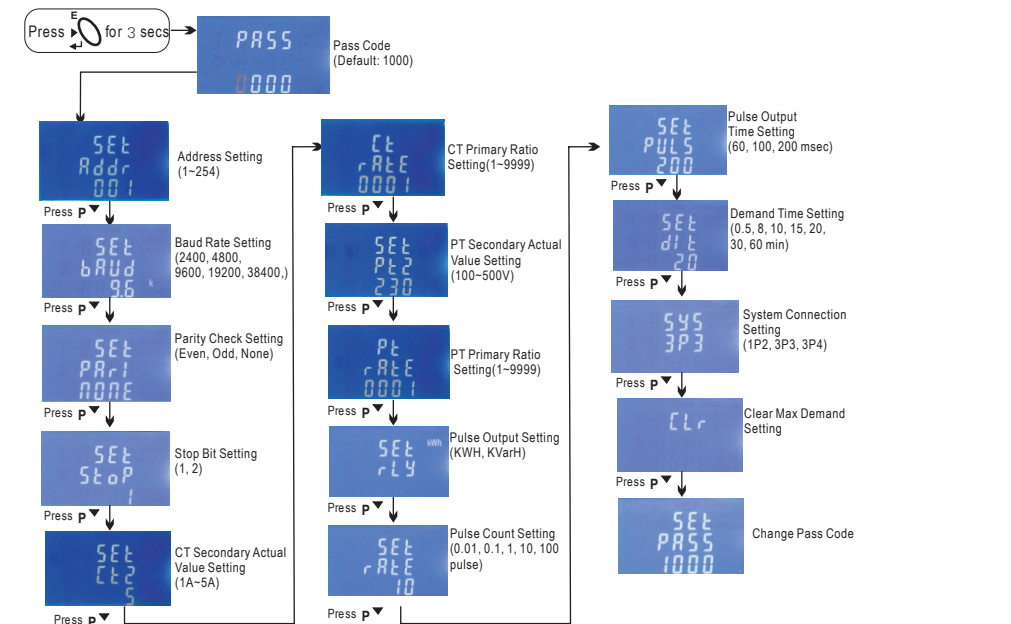 E
Press for 3 secs
PASS
0000
Pass Code
(Default: 1000)
SEt
Addr
001
Address Setting
(1~254)
Press P
SEt
bAUd
9.6 k
Baud Rate Setting
(2400, 4800,
9600, 19200, 38400,)
Press P
SEt
PArI
NONE
Parity Check Setting
(Even, Odd, None)
Press P
SEt
StoP
1
Stop Bit Setting
(1, 2)
Press P
SEt
Ct2
5
CT Secondary Actual
Value Setting
(1A~5A)
Press P
Ct
rAtE
0001
CT Primary Ratio
Setting(1~9999)
Press P
SEt
Pt2
230
PT Secondary Actual
Value Setting
(100~500V)
Press P
Pt
rAtE
0001
PT Primary Ratio
Setting(1~9999)
Press P
SEt kWh
rLY
Pulse Output Setting
(KWH, KVarH)
Press P
SEt
rAtE
10
Pulse Count Setting
(0.01, 0.1, 1, 10, 100
pulse)
Press P
SEt
PULS
200
Pulse Output
Time Setting
(60, 100, 200 msec)
Press P
SEt
dIt
20
Demand Time Setting
(0.5, 8, 10, 15, 20,
30, 60 min)
Press P
SYS
3P3
System Connection
Setting
(1P2, 3P3, 3P4)
Press P
CLr
Clear Max Demand
Setting
Press P
SEt
PASS
1000
Change Pass Code